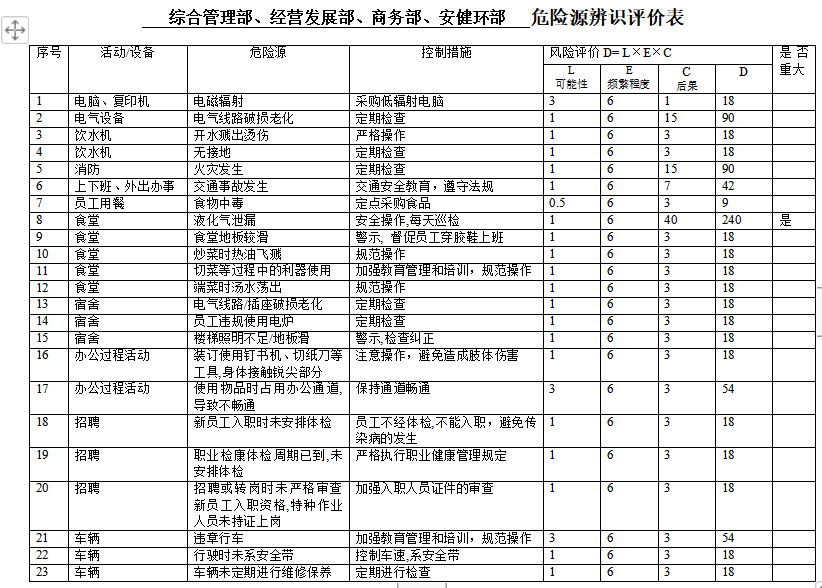 综合管理部、经营发展部、商务部、安健环部 危险源辨识评价表
序号 活动/设备 危险源 控制措施 风险评价 D= L×E×C 是 否
重大
L
可能性 E
频繁程度 C
后果 D
1 电脑、复印机 电磁辐射 采购低辐射电脑 3 6 1 18
2 电气设备 电气线路破损老化 定期检查 1 6 15 90
3 饮水机 开水溅出烫伤 严格操作 1 6 3 18
4 饮水机 无接地 定期检查 1 6 3 18
5 消防 火灾发生 定期检查 1 6 15 90
6 上下班、外出办事 交通事故发生 交通安全教育，遵守法规 1 6 7 42
7 员工用餐 食物中毒 定点采购食品 0.5 6 3 9
8 食堂 液化气泄漏 安全操作,每天巡检 1 6 40 240 是
9 食堂 食堂地板较滑 警示, 督促员工穿胶鞋上班 1 6 3 18
10 食堂 炒菜时热油飞溅 规范操作 1 6 3 18
11 食堂 切菜等过程中的利器使用 加强教育管理和培训，规范操作 1 6 3 18
12 食堂 端菜时汤水荡出 规范操作 1 6 3 18
13 宿舍 电气线路/插座破损老化 定期检查 1 6 3 18
14 宿舍 员工违规使用电炉 定期检查 1 6 3 18
15 宿舍 楼梯照明不足/地板滑 警示,检查纠正 1 6 3 18
16 办公过程活动 装订使用钉书机、切纸刀等 注意操作，避免造成肢体伤害 1 6 3 18
工具,身体接触锐尖部分
17 办公过程活动 使用物品时占用办公通道, 保持通道畅通 3 6 3 54
导致不畅通
18 招聘 新员工入职时未安排体检 员工不经体检,不能入职，避免传 1 6 3 18
染病的发生
19 招聘 职业检康体检周期已到,未 严格执行职业健康管理规定 1 6 3 18
安排体检
20 招聘 招聘或转岗时未严格审查 加强入职人员证件的审查 1 6 3 18
新员工入职资格,特种作业
人员未持证上岗
21 车辆 违章行车 加强教育管理和培训，规范操作 3 6 3 54
22 车辆 行驶时未系安全带 控制车速,系安全带 1 6 3 18
23 车辆 车辆未定期进行维修保养 定期进行检查 1 6 3 18